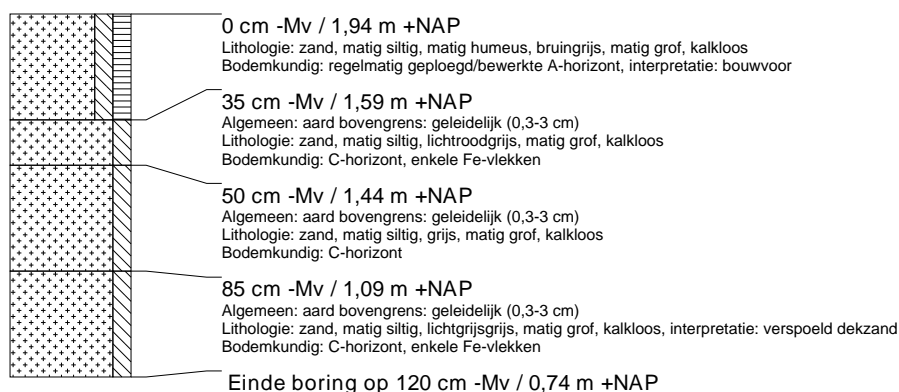 0 cm -Mv / 1,94 m +NAP
Lithologie: zand, matig siltig, matig humeus, bruingrijs, matig grof, kalkloos
Bodemkundig: regelmatig geploegd/bewerkte A-horizont, interpretatie: bouwvoor
35 cm -Mv / 1,59 m +NAP
Algemeen: aard bovengrens: geleidelijk (0,3-3 cm)
Lithologie: zand, matig siltig, lichtroodgrijs, matig grof, kalkloos
Bodemkundig: C-horizont, enkele Fe-vlekken
50 cm -Mv / 1,44 m +NAP
Algemeen: aard bovengrens: geleidelijk (0,3-3 cm)
Lithologie: zand, matig siltig, grijs, matig grof, kalkloos
Bodemkundig: C-horizont
85 cm -Mv / 1,09 m +NAP
Algemeen: aard bovengrens: geleidelijk (0,3-3 cm)
Lithologie: zand, matig siltig, lichtgrijsgrijs, matig grof, kalkloos, interpretatie: verspoeld dekzand
Bodemkundig: C-horizont, enkele Fe-vlekken
Einde boring op 120 cm -Mv / 0,74 m +NAP